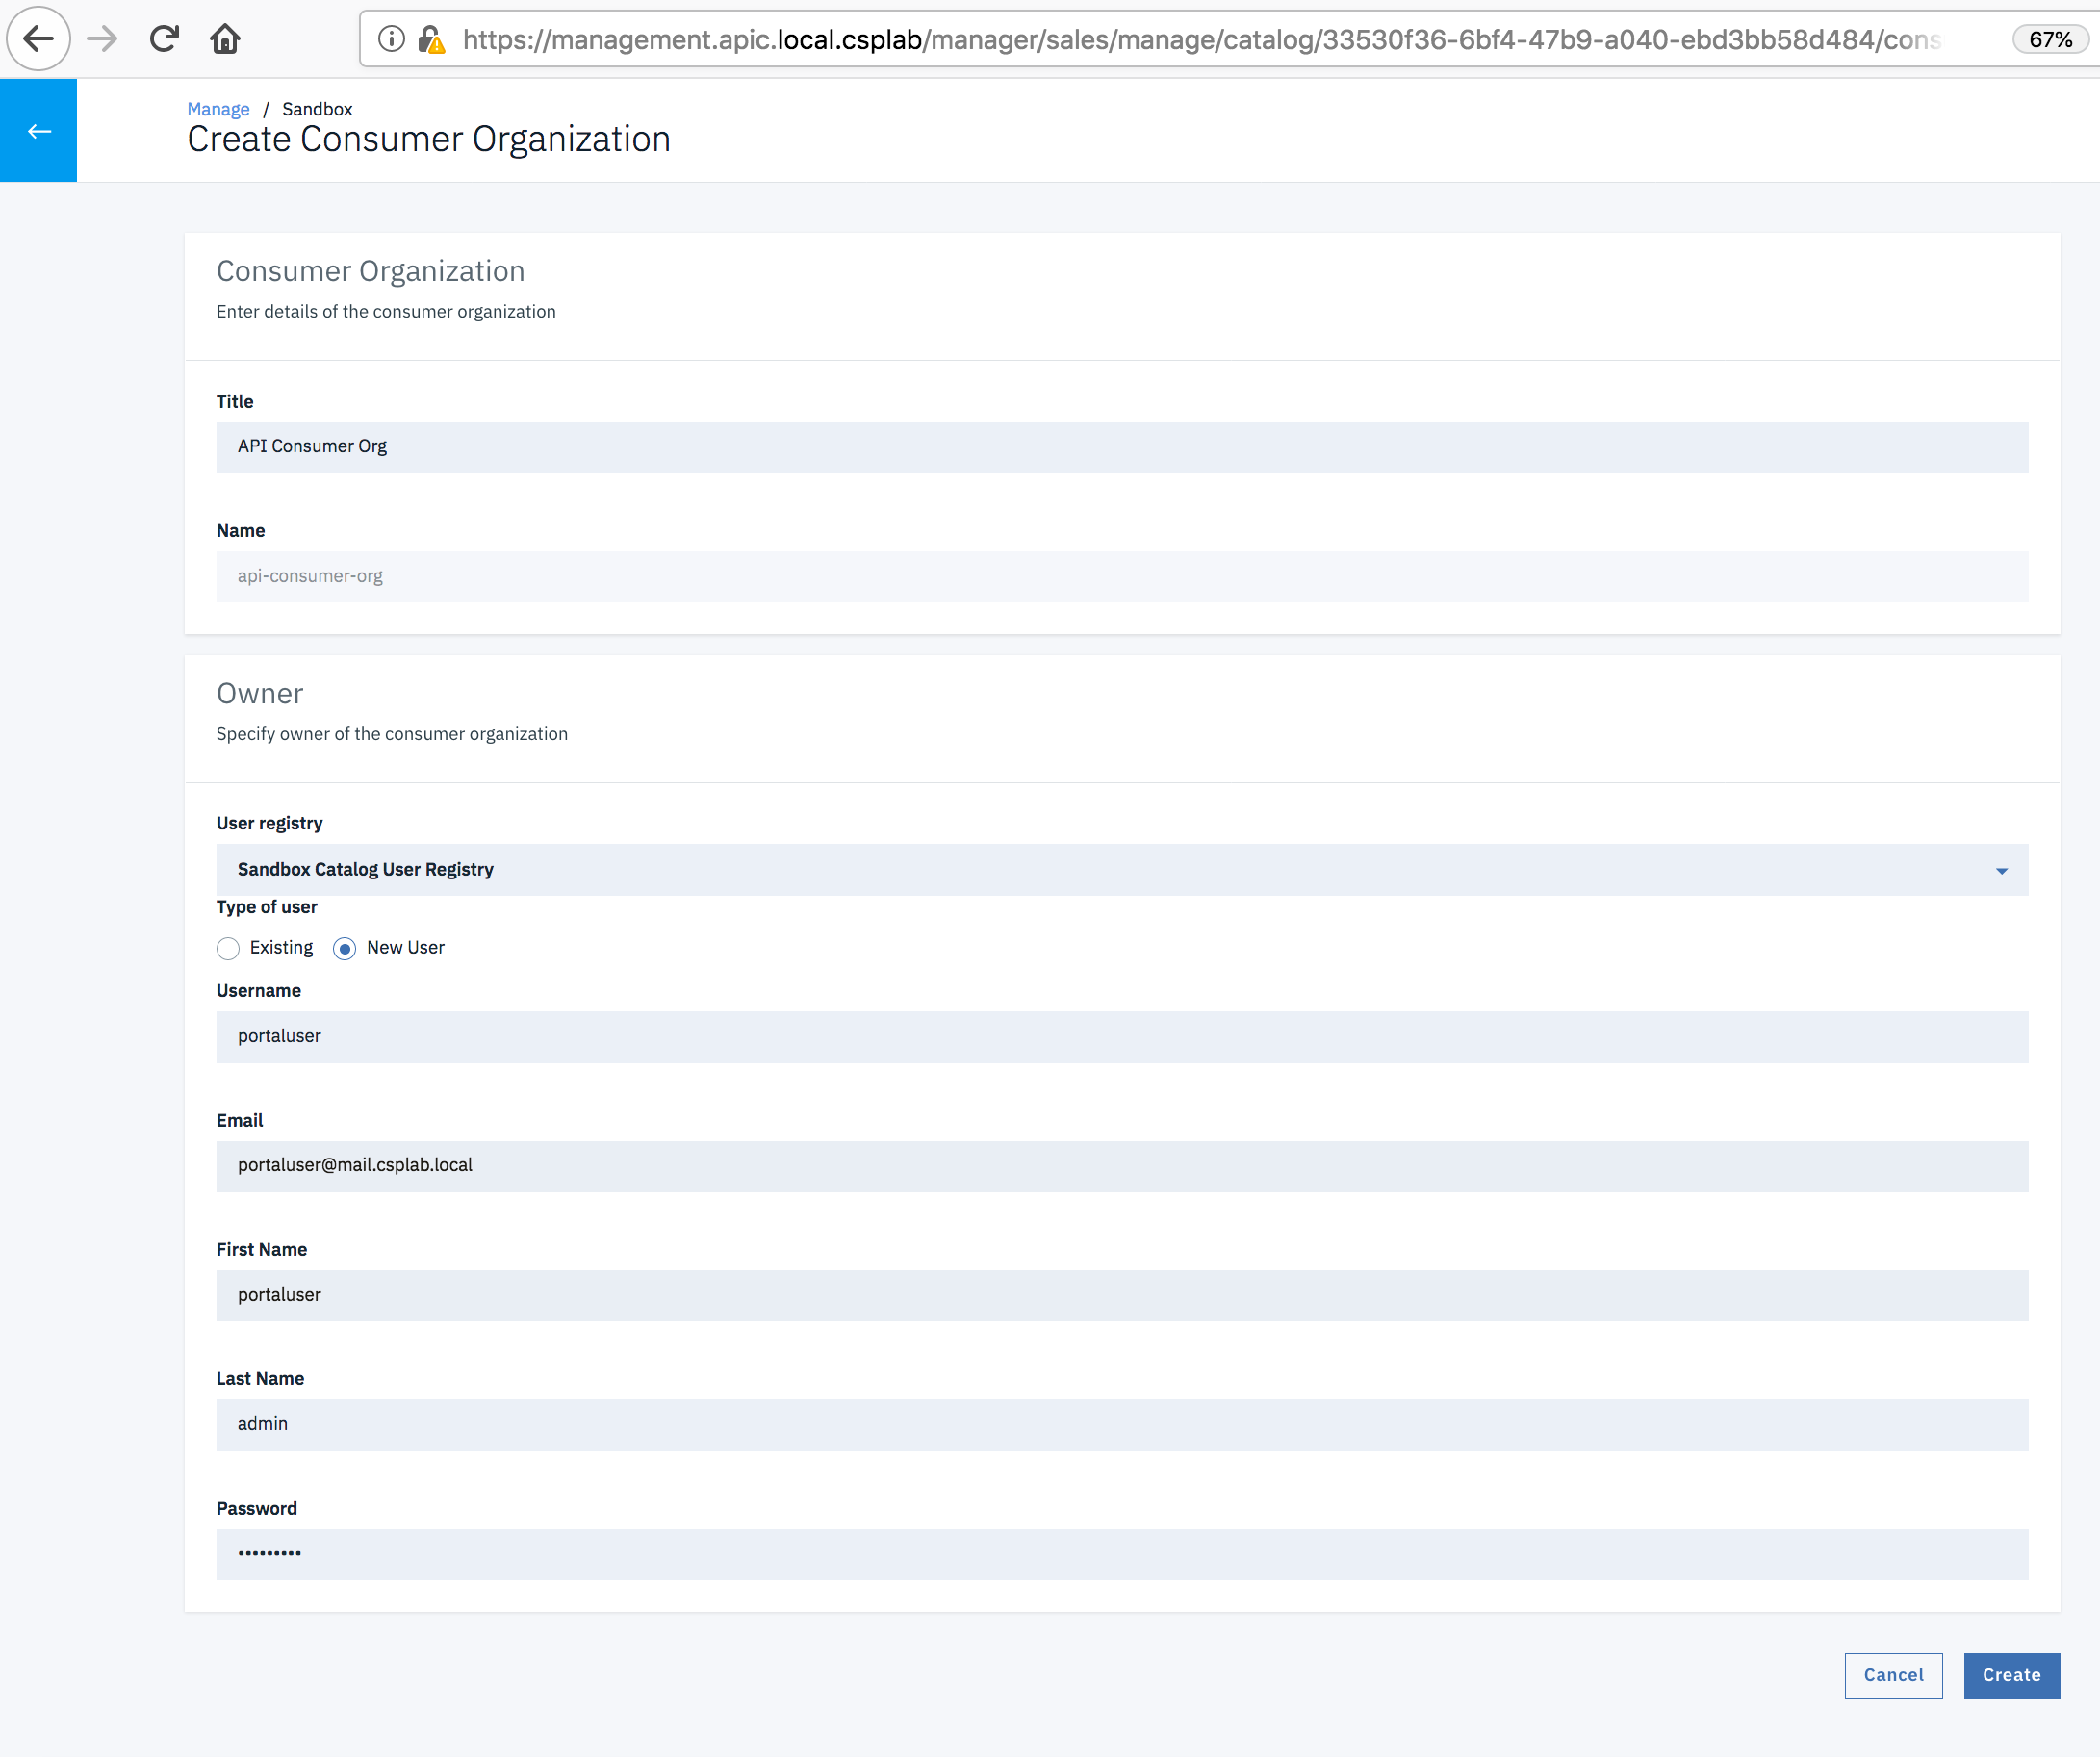 https://management.apic.local.csplab/manager/sales/manage/catalog/33530f36-6bf4-47b9-a040-ebd3bb58d484/cons
67%
Manage / Sandbox
Create Consumer Organization
Consumer Organization
Enter details of the consumer organization
Title
API Consumer Org
Name
api-consumer-org
Owner
Specify owner of the consumer organization
User registry
Sandbox Catalog User Registry
Type of user
Existing New User
Username
portaluser
Email
portaluser@mail.csplab.local
First Name
portaluser
Last Name
admin
Password
•••••••••
Cancel Create